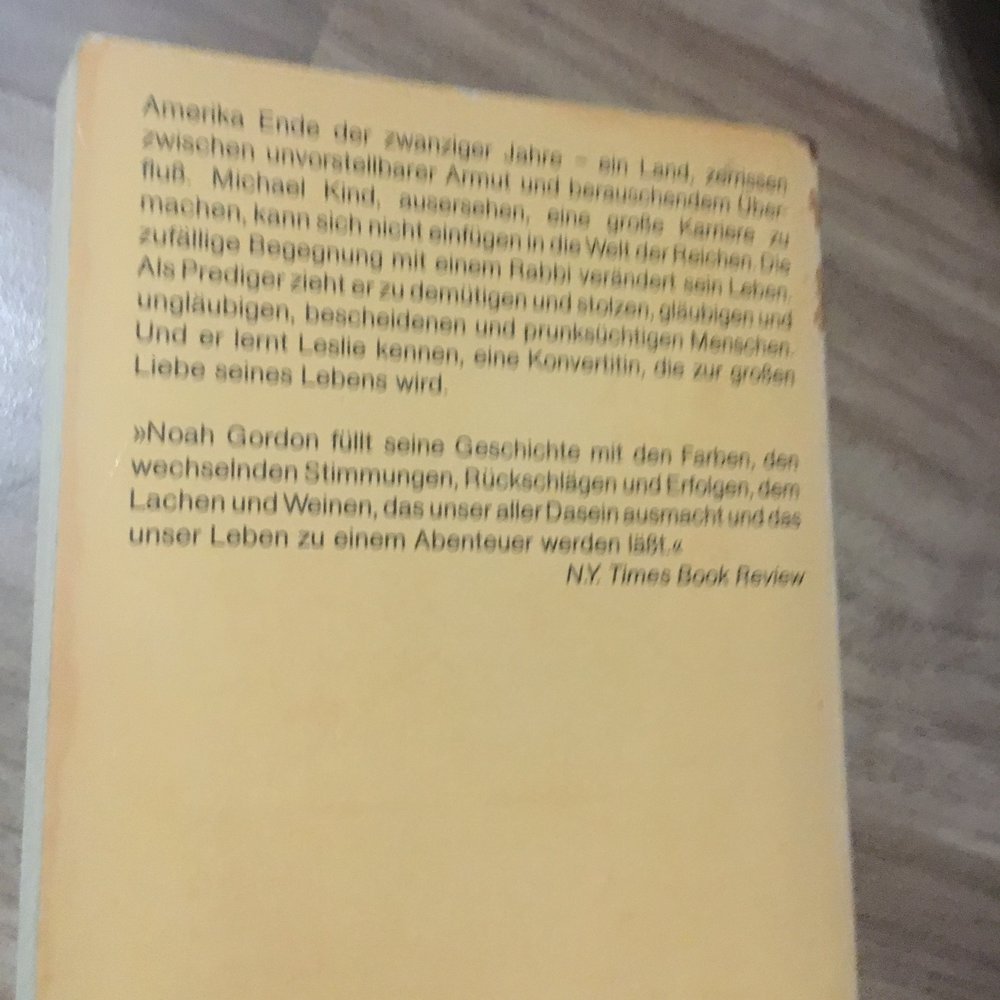 Amerika Ende der zwanziger Jahre – ein Land, zerrissen
zwischen unvorstellbarer Armut und berauschendem Über-
fluß. Michael Kind, ausersehen, eine große Karriere zu
machen, kann sich nicht einfügen in die Welt der Reichen. Die
zufällige Begegnung mit einem Rabbi verändert sein Leben.
Als Prediger zieht er zu demütigen und stolzen, gläubigen und
ungläubigen, bescheidenen und prunksüchtigen Menschen.
Und er lernt Leslie kennen, eine Konvertitin, die zur großen
Liebe seines Lebens wird.
»Noah Gordon füllt seine Geschichte mit den Farben, den
wechselnden Stimmungen, Rückschlägen und Erfolgen, dem
Lachen und Weinen, das unser aller Dasein ausmacht und das
unser Leben zu einem Abenteuer werden läßt.«
N.Y. Times Book Review